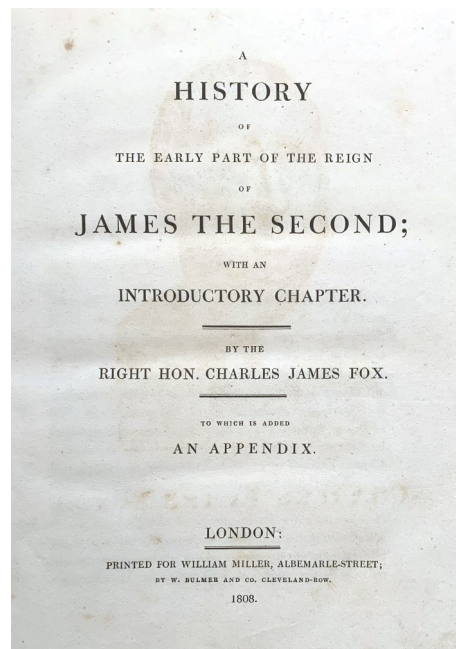 A
HISTORY
OF
THE EARLY PART OF THE REIGN
OF
JAMES THE SECOND;
WITH AN
INTRODUCTORY CHAPTER.
BY THE
RIGHT HON. CHARLES JAMES FOX.
TO WHICH IS ADDED
AN APPENDIX.
LONDON:
PRINTED FOR WILLIAM MILLER, ALBEMARLE-STREET;
BY W. BULMER AND CO. CLEVELAND-ROW.
1808.